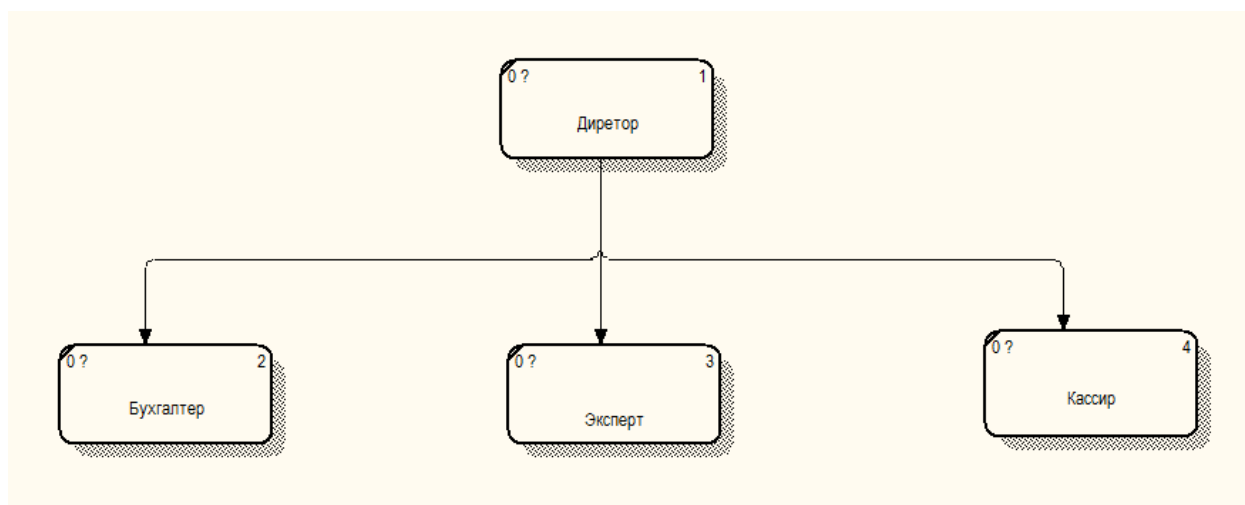 0 ? 1
Диретор
0 ? 2
Бухгалтер
0 ? 3
Эксперт
0 ? 4
Кассир